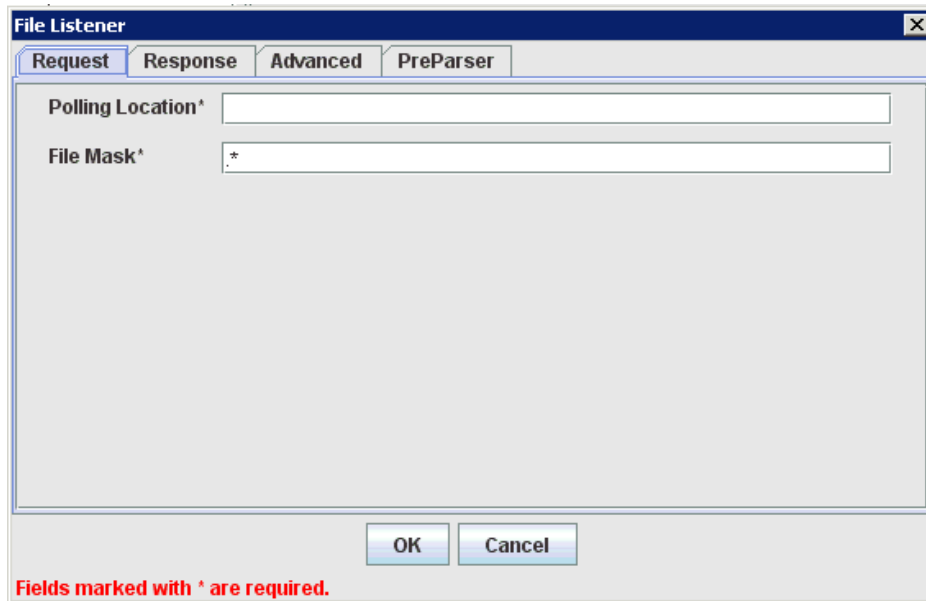 File Listener
Request Response Advanced PreParser
Polling Location*
File Mask* .*
OK Cancel
Fields marked with * are required.